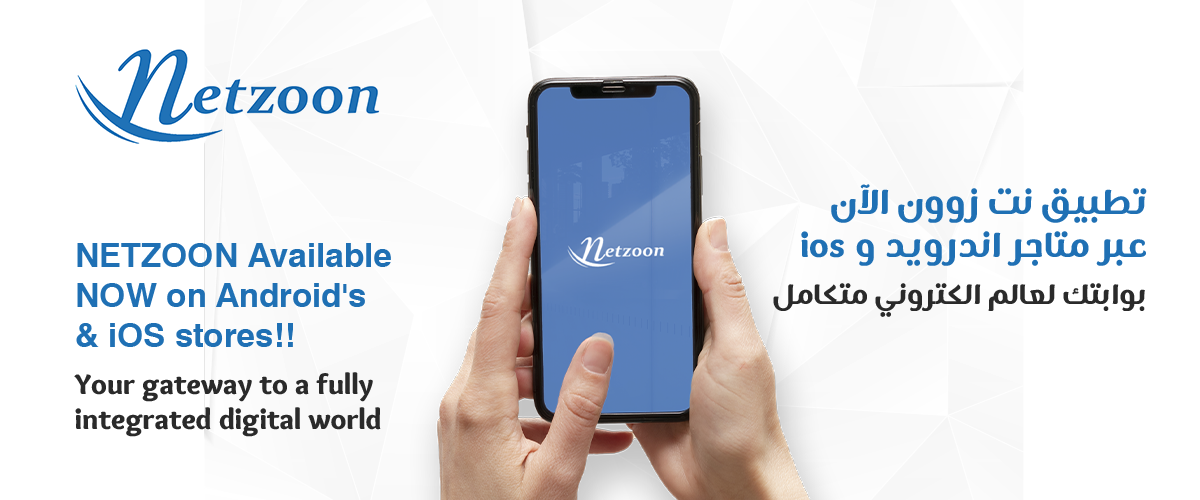 Netzoon
NETZOON Available
NOW on Android's
& iOS stores!!
Your gateway to a fully
integrated digital world
Netzoon
تطبيق نت زوون الآن
عبر متاجر اندرويد و ios
بوابتك لعالم الكتروني متكامل